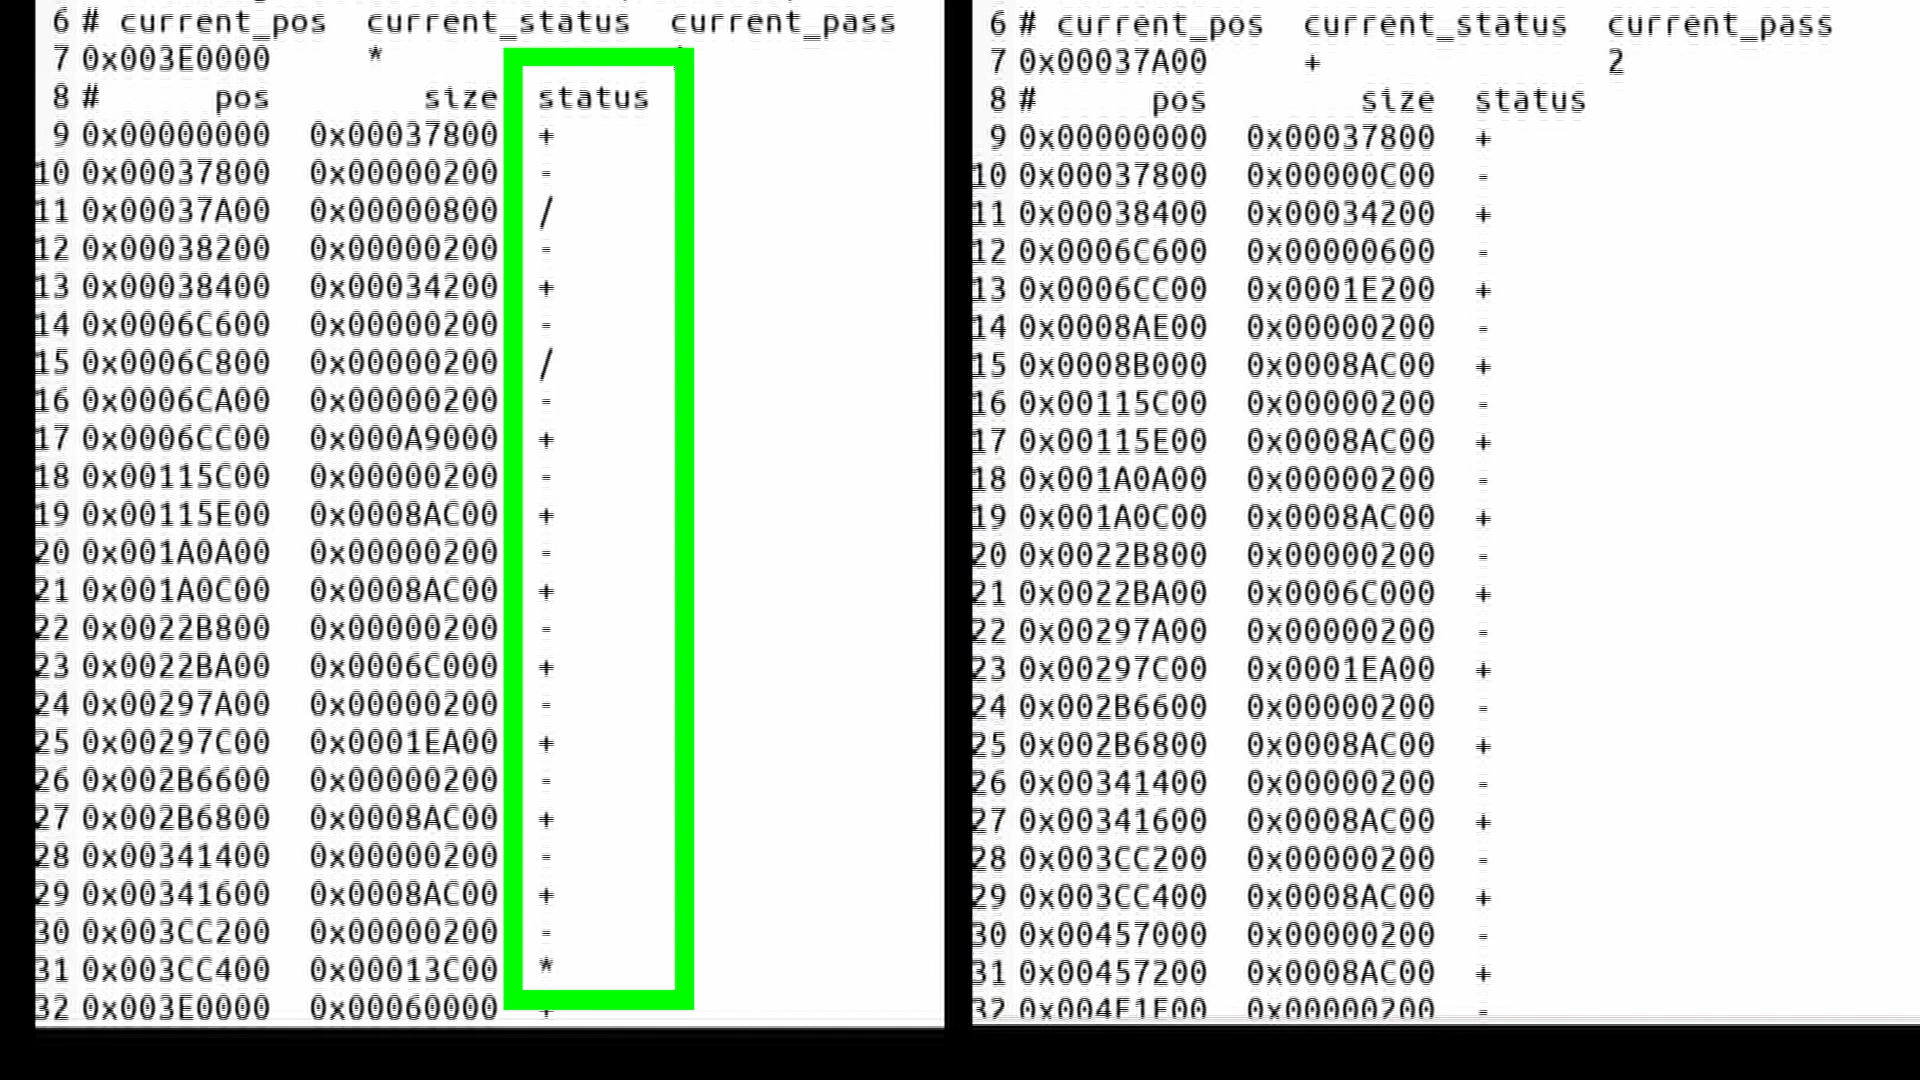 6 # current_pos current_status current_pass
7 0x003E0000 *
8 # pos size status
9 0x00000000 0x00037800 +
10 0x00037800 0x00000200 -
11 0x00037A00 0x00000800 /
12 0x00038200 0x00000200 -
13 0x00038400 0x00034200 +
14 0x0006C600 0x00000200 -
15 0x0006C800 0x00000200 /
16 0x0006CA00 0x00000200 -
17 0x0006CC00 0x000A9000 +
18 0x00115C00 0x00000200 -
19 0x00115E00 0x0008AC00 +
20 0x001A0A00 0x00000200 -
21 0x001A0C00 0x0008AC00 +
22 0x0022B800 0x00000200 -
23 0x0022BA00 0x0006C000 +
24 0x00297A00 0x00000200 -
25 0x00297C00 0x0001EA00 +
26 0x002B6600 0x00000200 -
27 0x002B6800 0x0008AC00 +
28 0x00341400 0x00000200 -
29 0x00341600 0x0008AC00 +
30 0x003CC200 0x00000200 -
31 0x003CC400 0x00013C00 *
32 0x003E0000 0x00060000 +
6 # current_pos current_status current_pass
7 0x00037A00 + 2
8 # pos size status
9 0x00000000 0x00037800 +
10 0x00037800 0x00000C00 -
11 0x00038400 0x00034200 +
12 0x0006C600 0x00000600 -
13 0x0006CC00 0x0001E200 +
14 0x0008AE00 0x00000200 -
15 0x0008B000 0x0008AC00 +
16 0x00115C00 0x00000200 -
17 0x00115E00 0x0008AC00 +
18 0x001A0A00 0x00000200 -
19 0x001A0C00 0x0008AC00 +
20 0x0022B800 0x00000200 -
21 0x0022BA00 0x0006C000 +
22 0x00297A00 0x00000200 -
23 0x00297C00 0x0001EA00 +
24 0x002B6600 0x00000200 -
25 0x002B6800 0x0008AC00 +
26 0x00341400 0x00000200 -
27 0x00341600 0x0008AC00 +
28 0x003CC200 0x00000200 -
29 0x003CC400 0x0008AC00 +
30 0x00457000 0x00000200 -
31 0x00457200 0x0008AC00 +
32 0x004E1E00 0x00000200 -